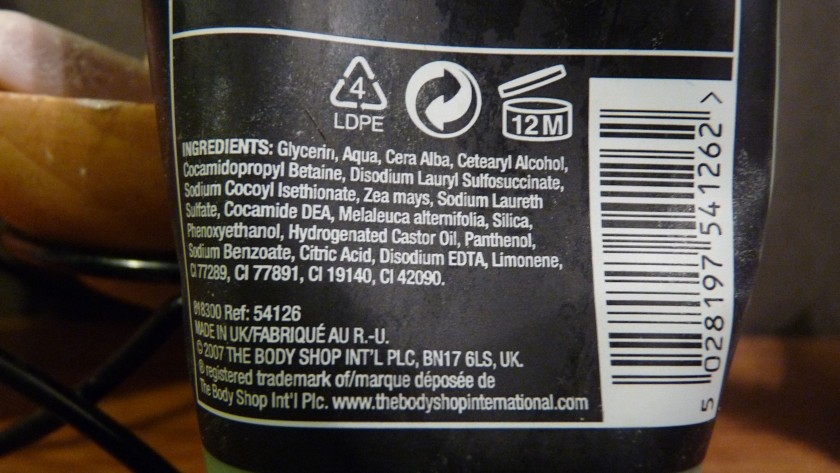 4
LDPE
12M
INGREDIENTS: Glycerin, Aqua, Cera Alba, Cetearyl Alcohol,
Cocamidopropyl Betaine, Disodium Lauryl Sulfosuccinate,
Sodium Cocoyl Isethionate, Zea mays, Sodium Laureth
Sulfate, Cocamide DEA, Melaleuca alternifolia, Silica,
Phenoxyethanol, Hydrogenated Castor Oil, Panthenol,
Sodium Benzoate, Citric Acid, Disodium EDTA, Limonene,
CI 77289, CI 77891, CI 19140, CI 42090.
818300 Ref: 54126
MADE IN UK/FABRIQUÉ AU R.-U.
© 2007 THE BODY SHOP INT'L PLC, BN17 6LS, UK.
® registered trademark of/marque déposée de
The Body Shop Int'l Plc. www.thebodyshopinternational.com
5 028197 541262 >